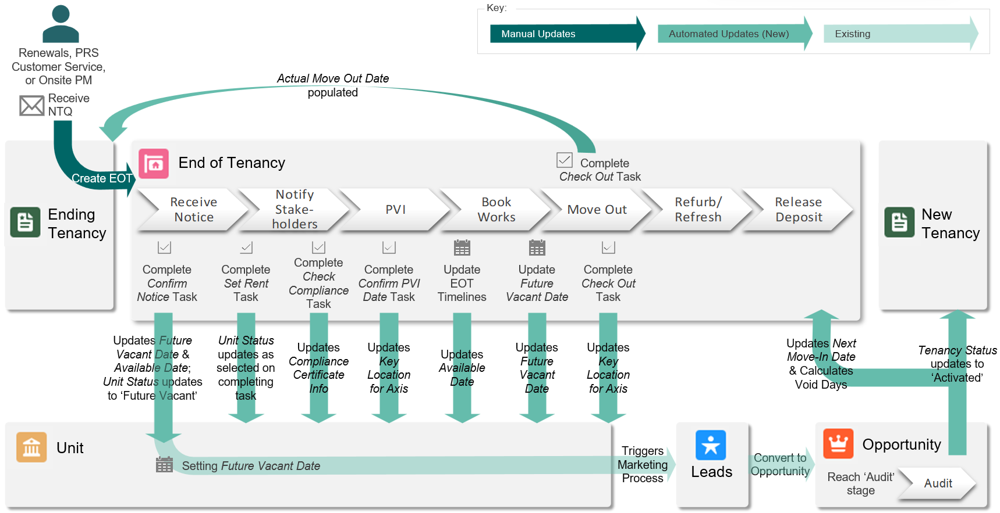 Key:
Manual Updates
Automated Updates (New)
Existing
Renewals, PRS
Customer Service,
or Onsite PM
Receive
NTQ
Actual Move Out Date
populated
Create EOT
Ending
Tenancy
End of Tenancy
Complete
Check Out Task
Receive
Notice
Notify
Stake-
holders
PVI
Book
Works
Move Out
Refurb/
Refresh
Release
Deposit
New
Tenancy
Complete
Confirm
Notice Task
Complete
Set Rent
Task
Complete
Check
Compliance
Task
Complete
Confirm PVI
Date Task
Update
EOT
Timelines
Update
Future
Vacant Date
Complete
Check Out
Task
Updates Future
Vacant Date &
Available Date;
Unit Status updates
to ‘Future Vacant’
Unit Status
updates as
selected on
completing
task
Updates
Compliance
Certificate
Info
Updates
Key
Location
for Axis
Updates
Available
Date
Updates
Future
Vacant
Date
Updates
Key
Location
for Axis
Updates Next
Move-In Date
& Calculates
Void Days
Tenancy Status
updates to
‘Activated’
Unit
Setting Future Vacant Date
Triggers
Marketing
Process
Leads
Convert to
Opportunity
Opportunity
Reach ‘Audit’
stage
Audit